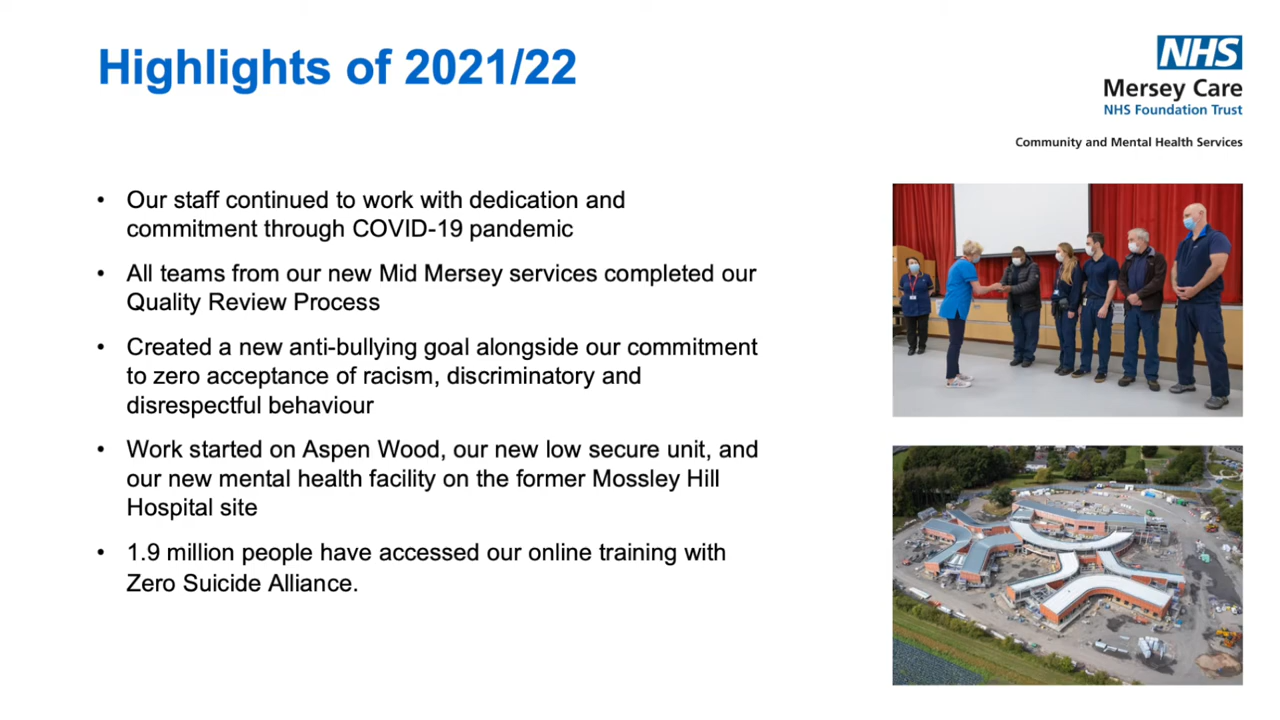 Highlights of 2021/22
NHS
Mersey Care
NHS Foundation Trust
Community and Mental Health Services
• Our staff continued to work with dedication and
commitment through COVID-19 pandemic
• All teams from our new Mid Mersey services completed our
Quality Review Process
• Created a new anti-bullying goal alongside our commitment
to zero acceptance of racism, discriminatory and
disrespectful behaviour
• Work started on Aspen Wood, our new low secure unit, and
our new mental health facility on the former Mossley Hill
Hospital site
• 1.9 million people have accessed our online training with
Zero Suicide Alliance.